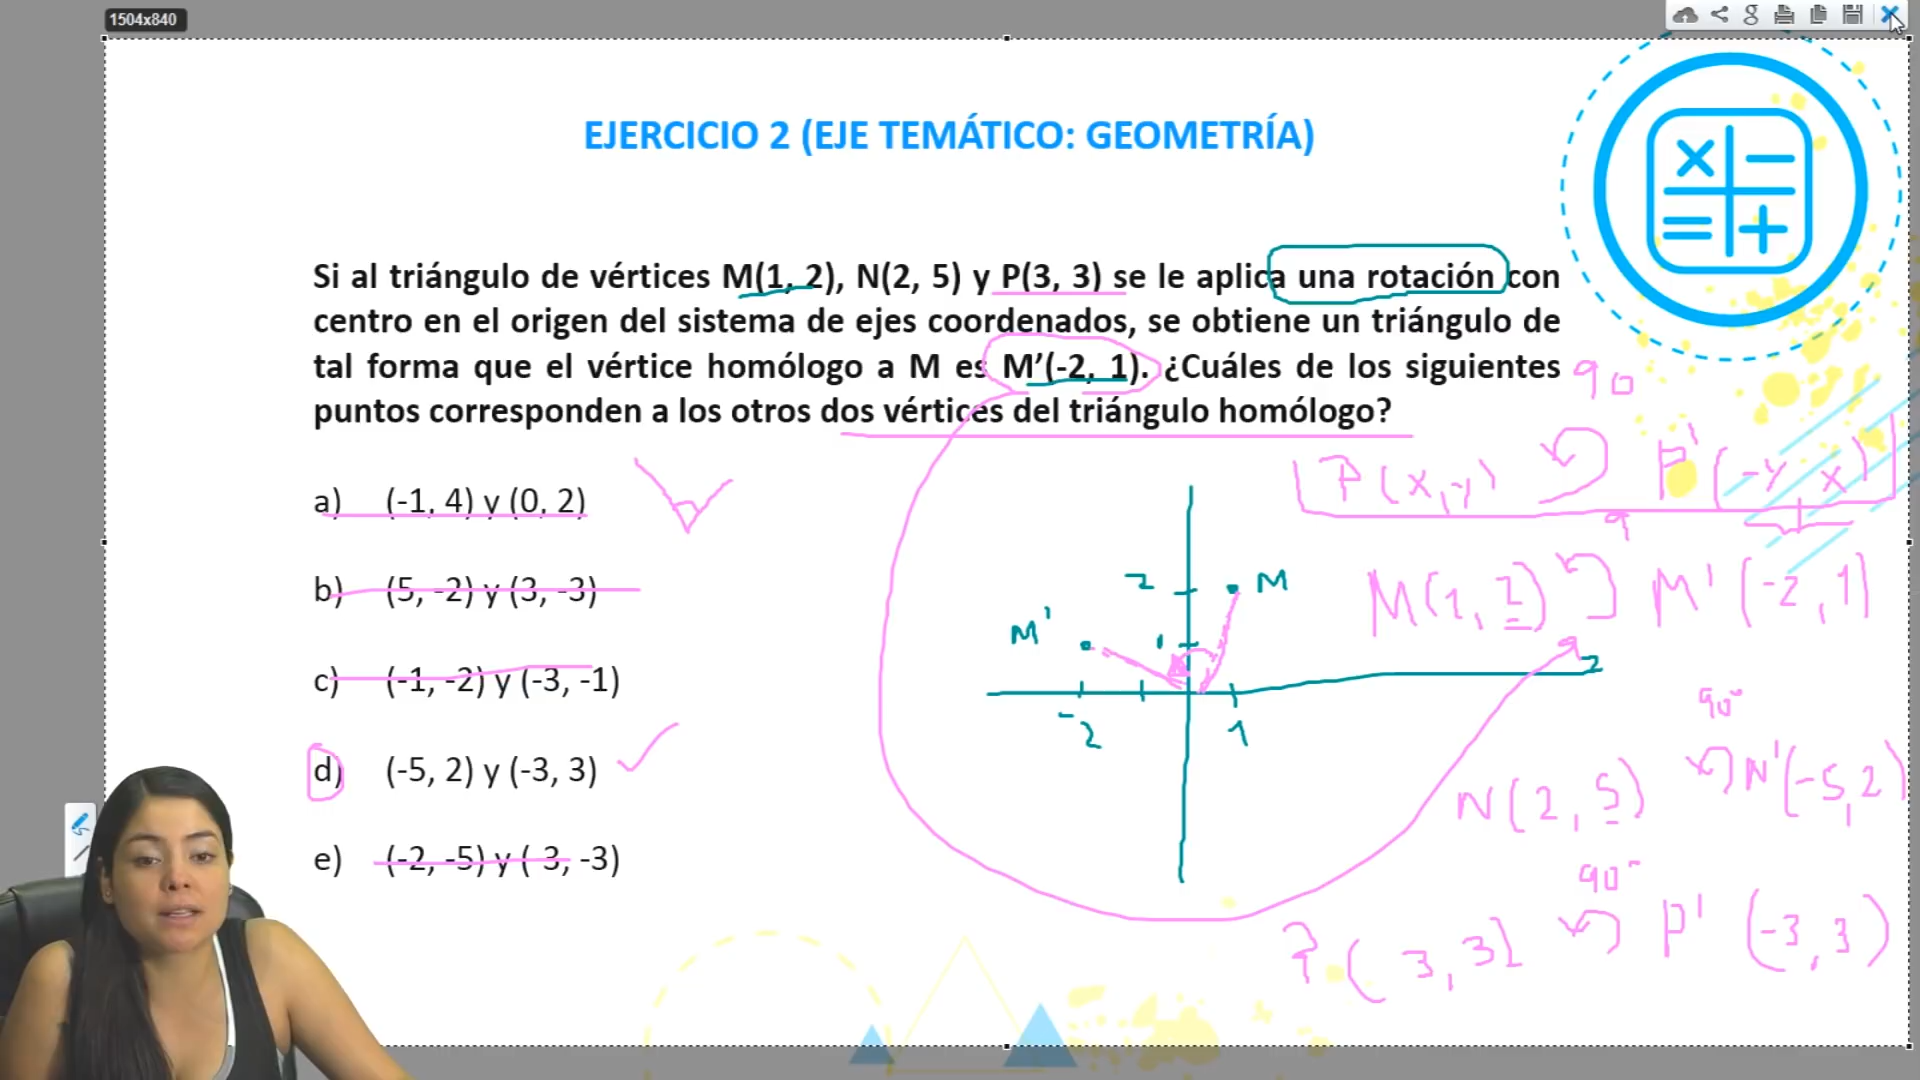 1504x840
EJERCICIO 2 (EJE TEMÁTICO: GEOMETRÍA)
Si al triángulo de vértices M(1, 2), N(2, 5) y P(3, 3) se le aplica una rotación con
centro en el origen del sistema de ejes coordenados, se obtiene un triángulo de
tal forma que el vértice homólogo a M es M’(-2, 1). ¿Cuáles de los siguientes
puntos corresponden a los otros dos vértices del triángulo homólogo?
a) (-1, 4) y (0, 2)
b) (5, -2) y (3, -3)
c) (-1, -2) y (-3, -1)
d) (-5, 2) y (-3, 3)
e) (-2, -5) y (-3, -3)
90
P(x,y) P'(-y, x)
M(1, 2) M'(-2, 1)
2 M
M' 1
-2 1
2
90°
N(2, 5) N'(-5, 2)
90°
P(3, 3) P'(-3, 3)